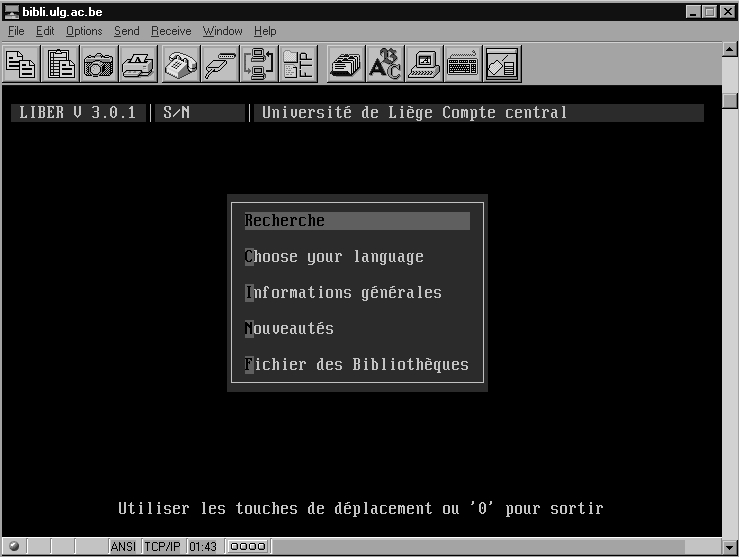 bibli.ulg.ac.be
File Edit Options Send Receive Window Help
LIBER V 3.0.1 S/N Université de Liège Compte central
Recherche
Choose your language
Informations générales
Nouveautés
Fichier des Bibliothèques
Utiliser les touches de déplacement ou '0' pour sortir
ANSI TCP/IP 01:43